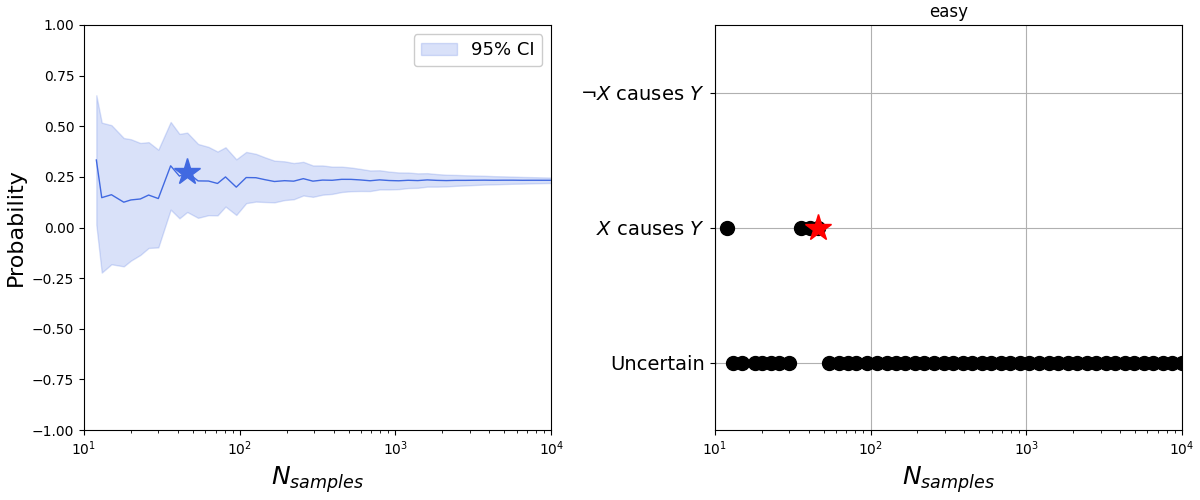 1.00
0.75
0.50
0.25
0.00
−0.25
−0.50
−0.75
−1.00
Probability
95% CI
10¹
10²
10³
10⁴
N_samples
easy
¬X causes Y
X causes Y
Uncertain
10¹
10²
10³
10⁴
N_samples